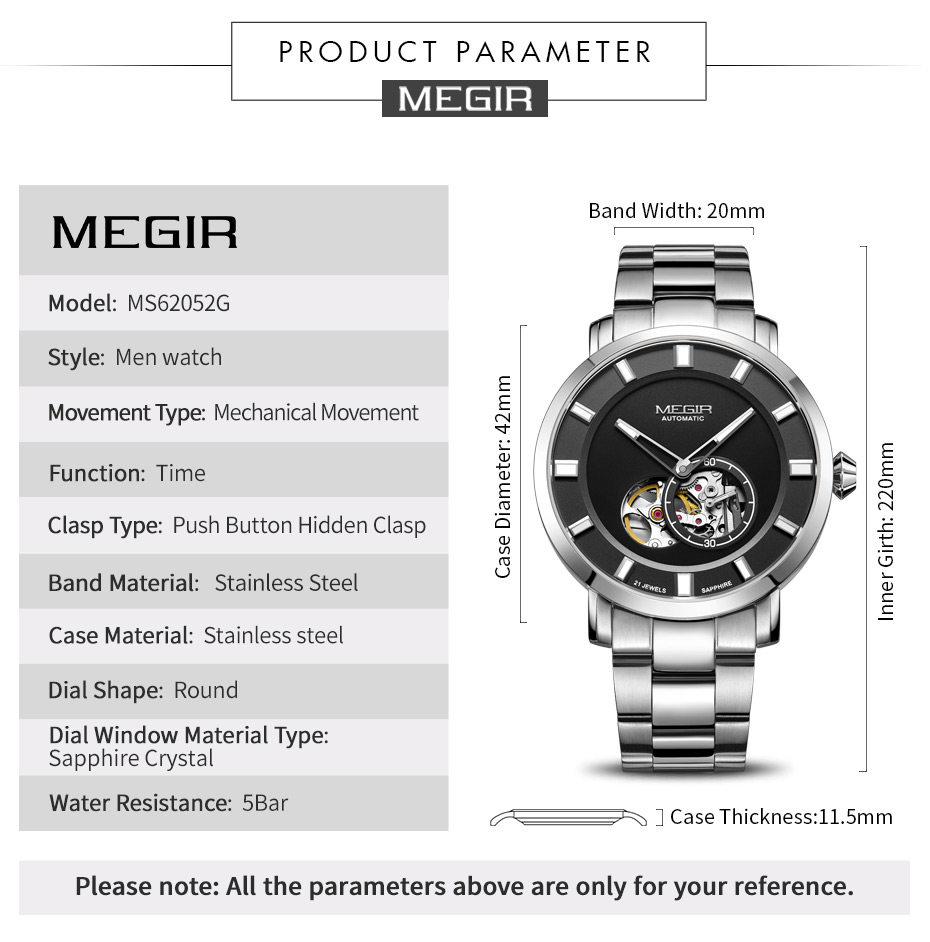 PRODUCT PARAMETER
MEGIR
MEGIR
Model: MS62052G
Style: Men watch
Movement Type: Mechanical Movement
Function: Time
Clasp Type: Push Button Hidden Clasp
Band Material: Stainless Steel
Case Material: Stainless steel
Dial Shape: Round
Dial Window Material Type:
Sapphire Crystal
Water Resistance: 5Bar
Band Width: 20mm
Case Diameter: 42mm
MEGIR
AUTOMATIC
60
30
21 JEWELS
SAPPHIRE
Inner Girth: 220mm
Case Thickness:11.5mm
Please note: All the parameters above are only for your reference.